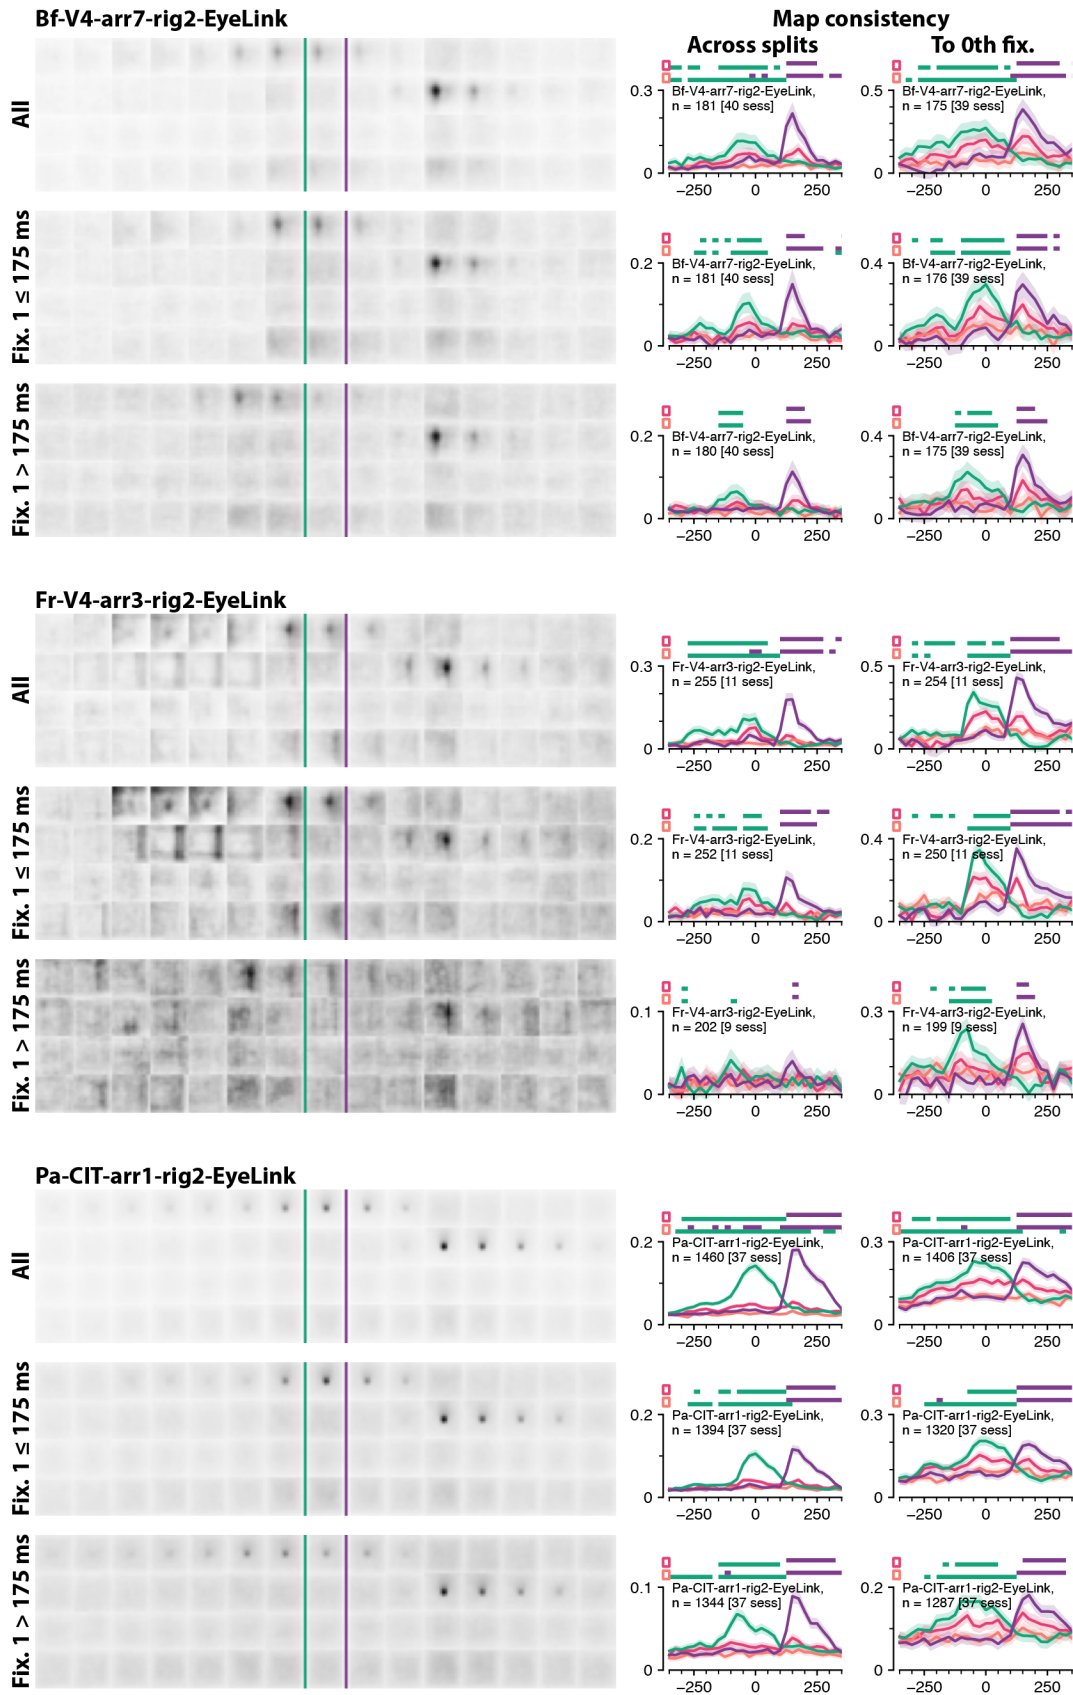 Bf-V4-arr7-rig2-EyeLink
Map consistency
Across splits
To 0th fix.
All
0.3
Bf-V4-arr7-rig2-EyeLink,
n = 181 [40 sess]
0
−250
0
250
0.5
Bf-V4-arr7-rig2-EyeLink,
n = 175 [39 sess]
0
−250
0
250
Fix. 1 ≤ 175 ms
0.2
Bf-V4-arr7-rig2-EyeLink,
n = 181 [40 sess]
0
−250
0
250
0.4
Bf-V4-arr7-rig2-EyeLink,
n = 176 [39 sess]
0
−250
0
250
Fix. 1 > 175 ms
0.2
Bf-V4-arr7-rig2-EyeLink,
n = 180 [40 sess]
0
−250
0
250
0.4
Bf-V4-arr7-rig2-EyeLink,
n = 175 [39 sess]
0
−250
0
250
Fr-V4-arr3-rig2-EyeLink
All
0.3
Fr-V4-arr3-rig2-EyeLink,
n = 255 [11 sess]
0
−250
0
250
0.5
Fr-V4-arr3-rig2-EyeLink,
n = 254 [11 sess]
0
−250
0
250
Fix. 1 ≤ 175 ms
0.2
Fr-V4-arr3-rig2-EyeLink,
n = 252 [11 sess]
0
−250
0
250
0.4
Fr-V4-arr3-rig2-EyeLink,
n = 250 [11 sess]
0
−250
0
250
Fix. 1 > 175 ms
0.1
Fr-V4-arr3-rig2-EyeLink,
n = 202 [9 sess]
0
−250
0
250
0.3
Fr-V4-arr3-rig2-EyeLink,
n = 199 [9 sess]
0
−250
0
250
Pa-CIT-arr1-rig2-EyeLink
All
0.2
Pa-CIT-arr1-rig2-EyeLink,
n = 1460 [37 sess]
0
−250
0
250
0.3
Pa-CIT-arr1-rig2-EyeLink,
n = 1406 [37 sess]
0
−250
0
250
Fix. 1 ≤ 175 ms
0.2
Pa-CIT-arr1-rig2-EyeLink,
n = 1394 [37 sess]
0
−250
0
250
0.3
Pa-CIT-arr1-rig2-EyeLink,
n = 1320 [37 sess]
0
−250
0
250
Fix. 1 > 175 ms
0.1
Pa-CIT-arr1-rig2-EyeLink,
n = 1344 [37 sess]
0
−250
0
250
0.2
Pa-CIT-arr1-rig2-EyeLink,
n = 1287 [37 sess]
0
−250
0
250